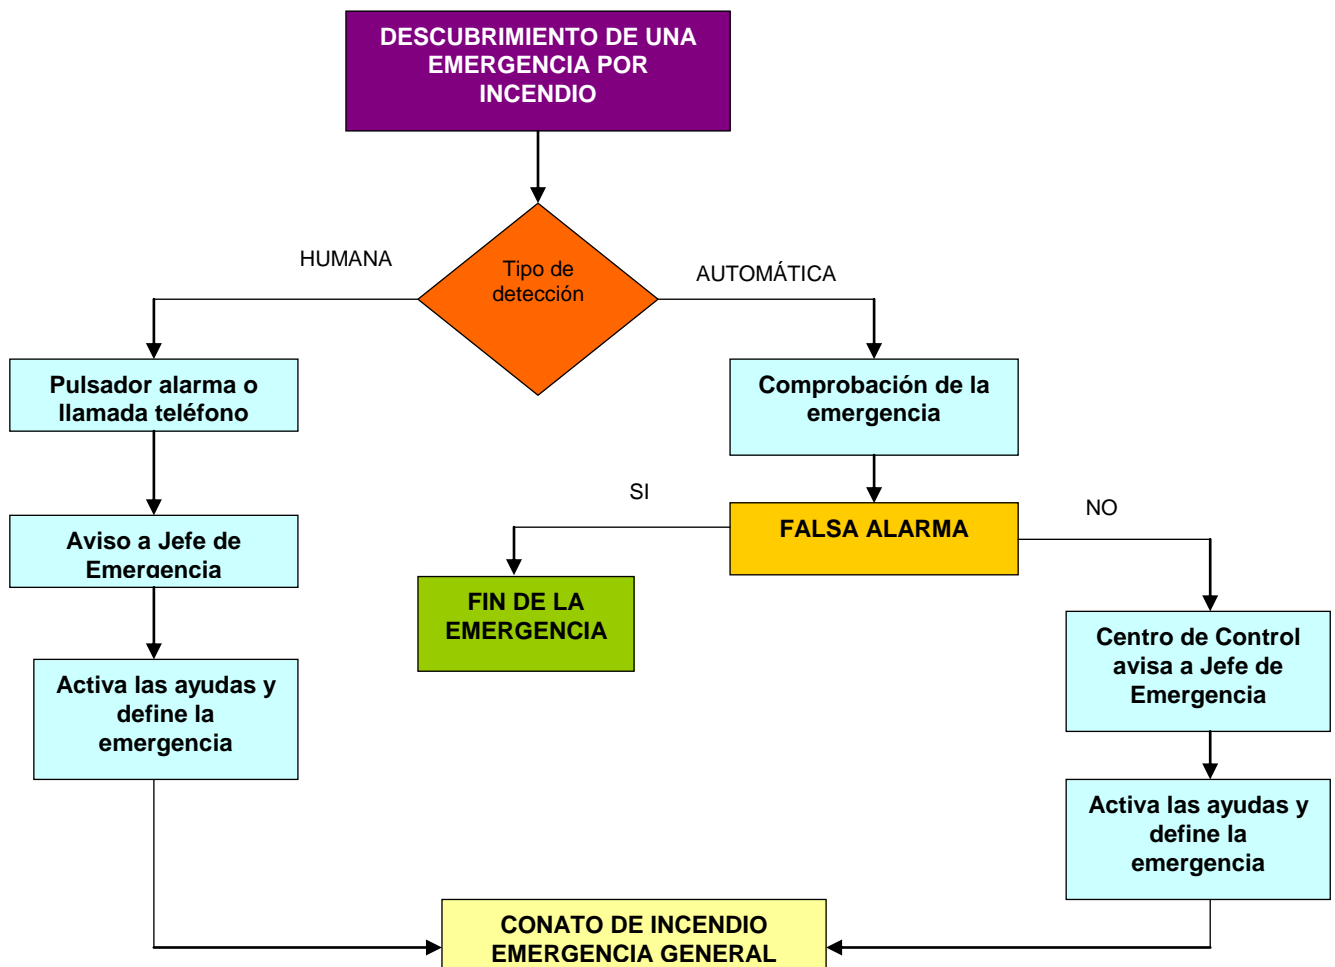 DESCUBRIMIENTO DE UNA
EMERGENCIA POR
INCENDIO
HUMANA
Tipo de
detección
AUTOMÁTICA
Pulsador alarma o
llamada teléfono
Comprobación de la
emergencia
SI
FALSA ALARMA
NO
Aviso a Jefe de
Emergencia
FIN DE LA
EMERGENCIA
Centro de Control
avisa a Jefe de
Emergencia
Activa las ayudas y
define la
emergencia
Activa las ayudas y
define la
emergencia
CONATO DE INCENDIO
EMERGENCIA GENERAL